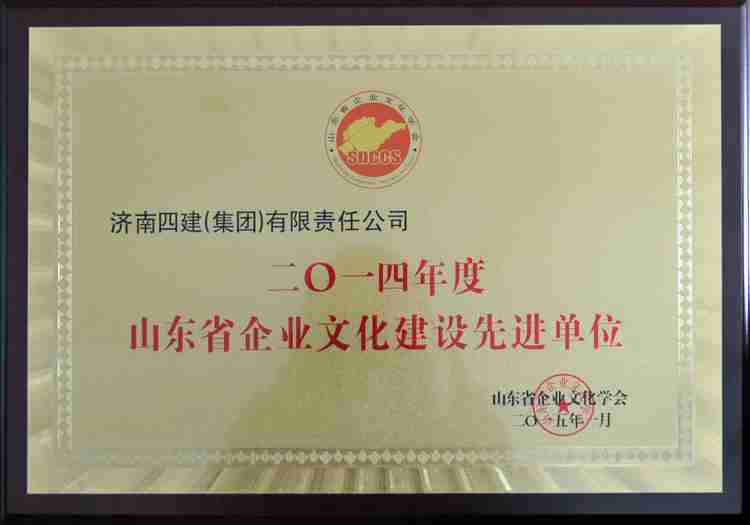 山东省企业文化学会
SDCCS
济南四建(集团)有限责任公司
二〇一四年度
山东省企业文化建设先进单位
山东省企业文化学会
二〇一五年一月